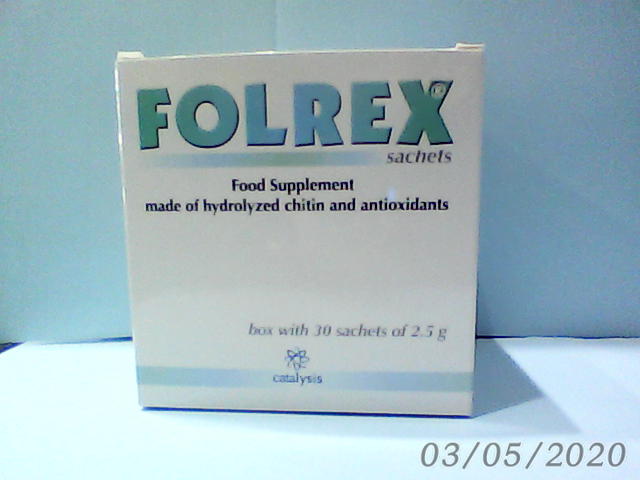 FOLREX®
sachets
Food Supplement
made of hydrolyzed chitin and antioxidants
box with 30 sachets of 2.5 g
catalysis
03/05/2020